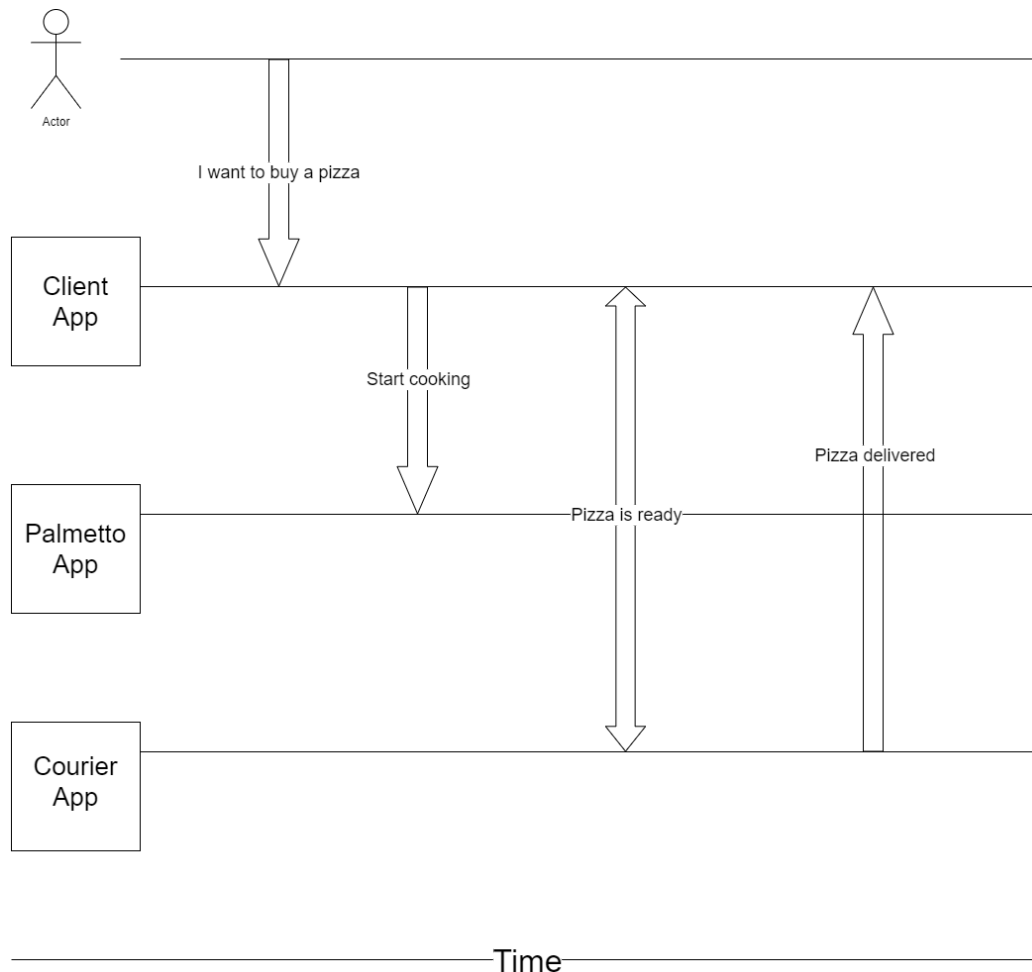 Actor
I want to buy a pizza
Client
App
Start cooking
Pizza delivered
Palmetto
App
Pizza is ready
Courier
App
Time